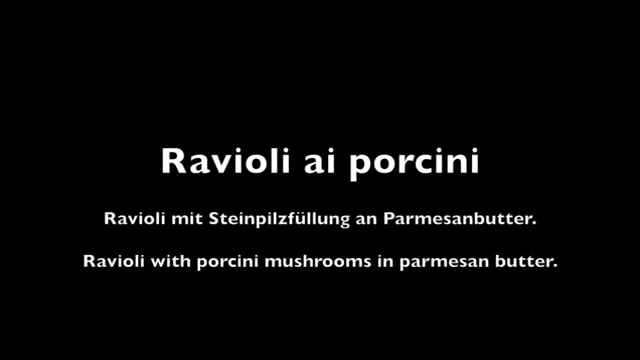 Ravioli ai porcini
Ravioli mit Steinpilzfüllung an Parmesanbutter.
Ravioli with porcini mushrooms in parmesan butter.